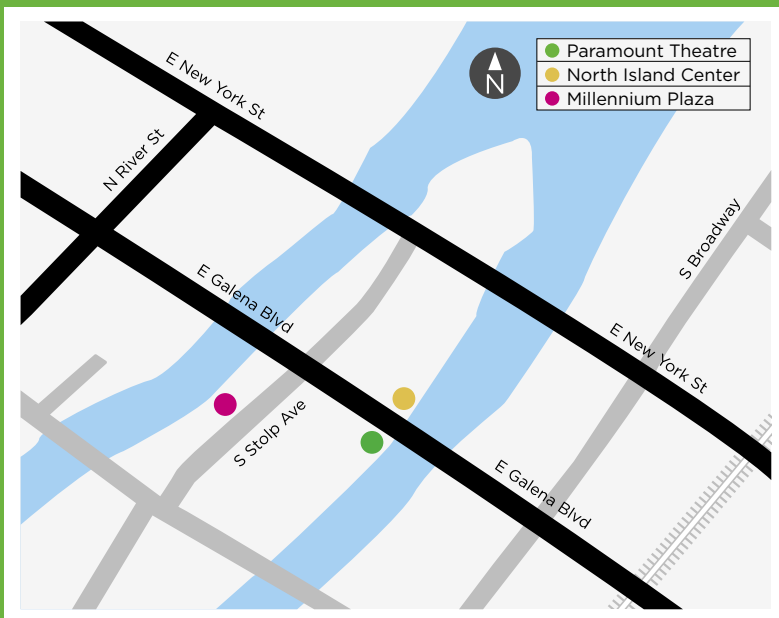 E New York St
N
Paramount Theatre
North Island Center
Millennium Plaza
N River St
S Broadway
E Galena Blvd
E New York St
S Stolp Ave
E Galena Blvd